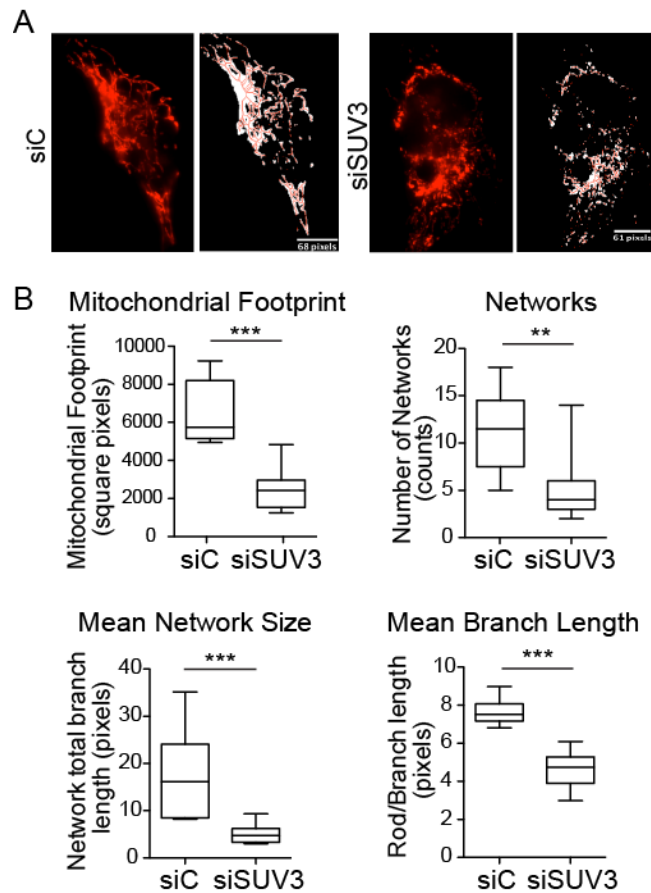 A
siC
68 pixels
siSUV3
61 pixels
B
Mitochondrial Footprint
Mitochondrial Footprint
(square pixels)
10000
8000
6000
4000
2000
0
***
siC siSUV3
Networks
Number of Networks
(counts)
20
15
10
5
0
**
siC siSUV3
Mean Network Size
Network total branch
length (pixels)
40
30
20
10
0
***
siC siSUV3
Mean Branch Length
Rod/Branch length
(pixels)
10
8
6
4
2
0
***
siC siSUV3